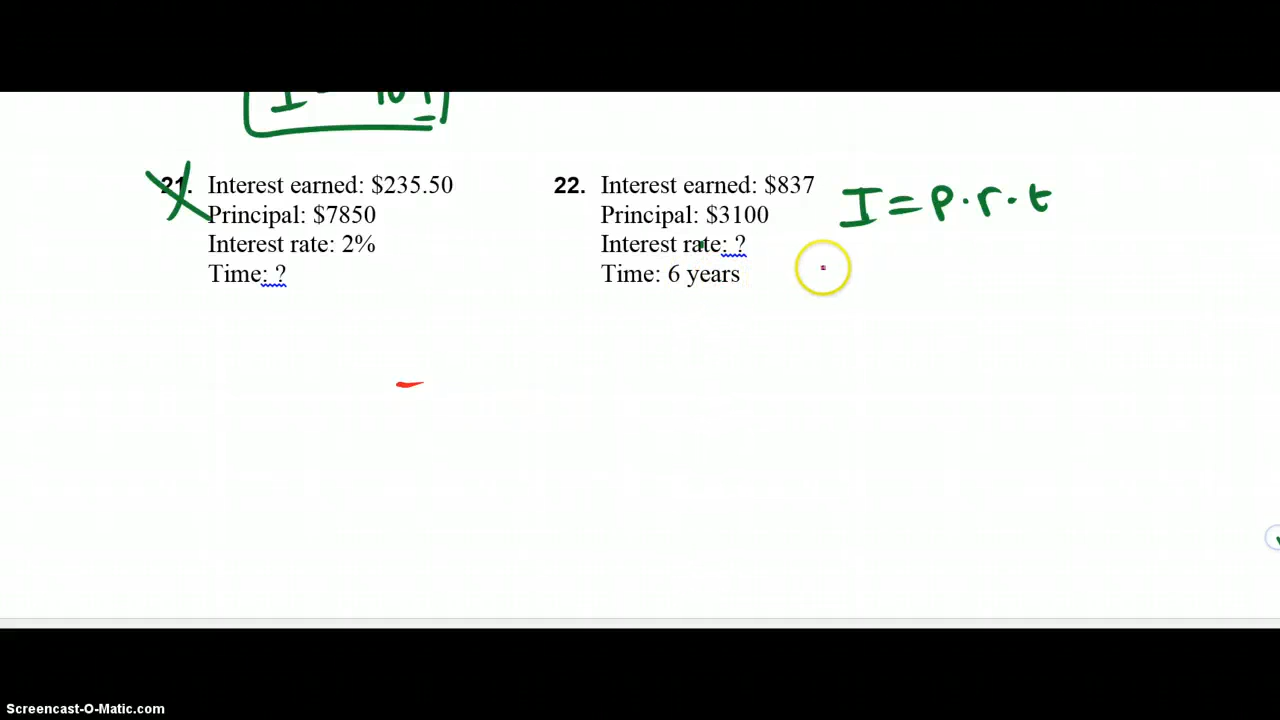 21. Interest earned: $235.50
Principal: $7850
Interest rate: 2%
Time: ?
22. Interest earned: $837
Principal: $3100
Interest rate: ?
Time: 6 years
I = p · r · t
Screencast-O-Matic.com